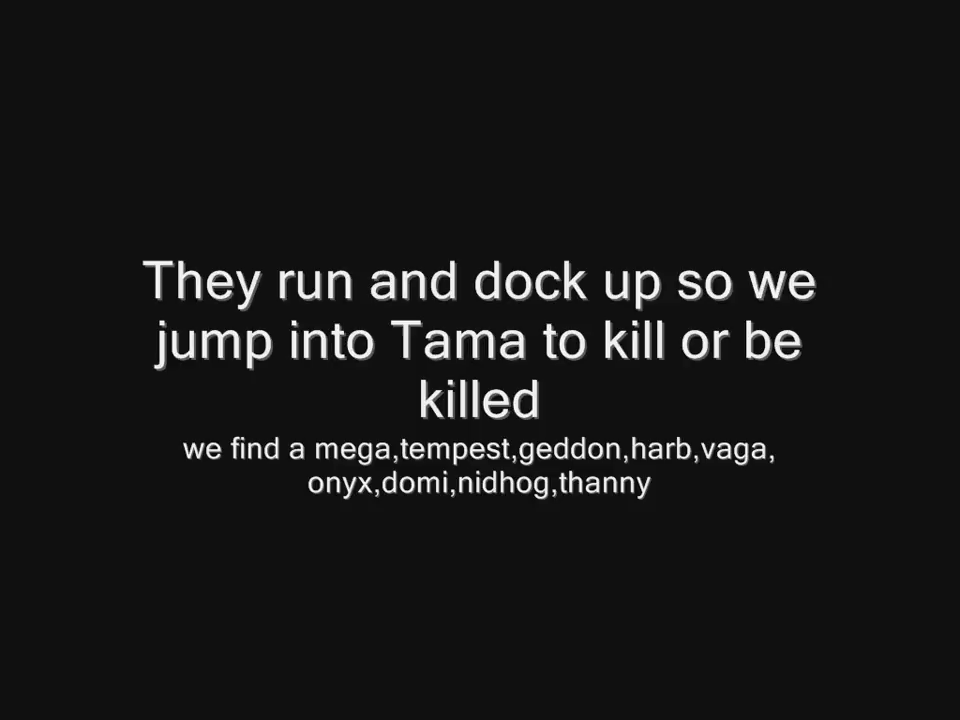 They run and dock up so we
jump into Tama to kill or be
killed
we find a mega,tempest,geddon,harb,vaga,
onyx,domi,nidhog,thanny